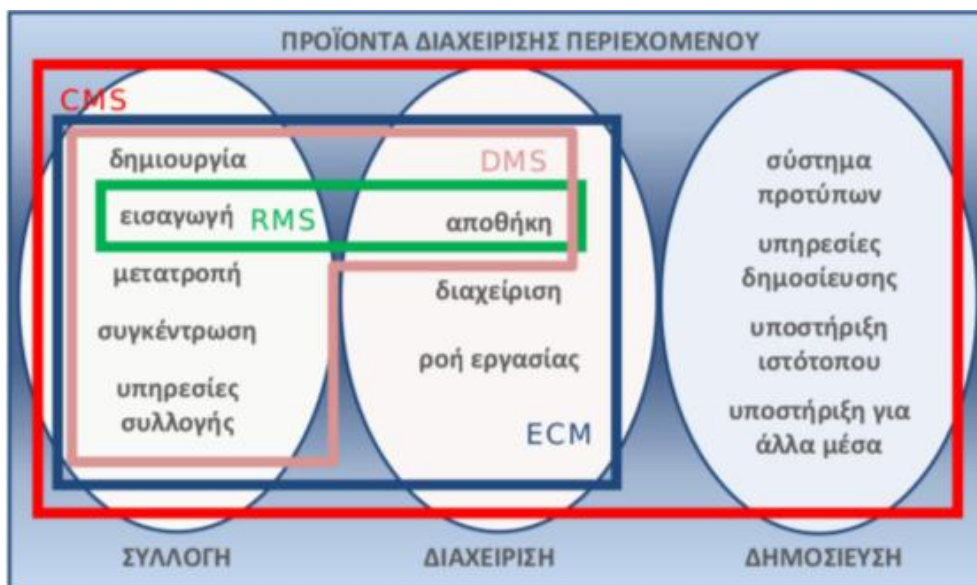 ΠΡΟΪΟΝΤΑ ΔΙΑΧΕΙΡΙΣΗΣ ΠΕΡΙΕΧΟΜΕΝΟΥ
CMS
δημιουργία
εισαγωγή
RMS
μετατροπή
συγκέντρωση
υπηρεσίες
συλλογής
DMS
αποθήκη
διαχείριση
ροή εργασίας
ECM
σύστημα
προτύπων
υπηρεσίες
δημοσίευσης
υποστήριξη
ιστότοπου
υποστήριξη για
άλλα μέσα
ΣΥΛΛΟΓΗ
ΔΙΑΧΕΙΡΙΣΗ
ΔΗΜΟΣΙΕΥΣΗ